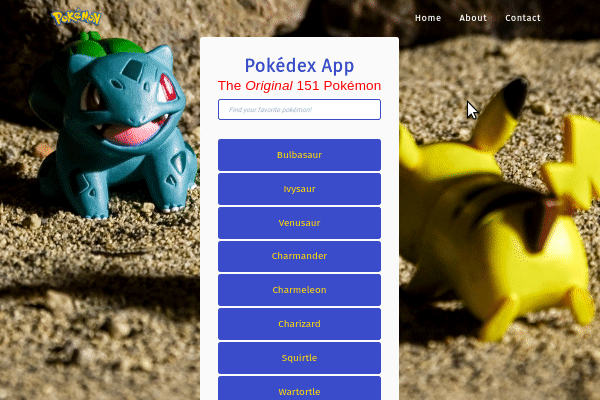 Pokémon
Home About Contact
Pokédex App
The Original 151 Pokémon
Find your favorite pokémon!
Bulbasaur
Ivysaur
Venusaur
Charmander
Charmeleon
Charizard
Squirtle
Wartortle